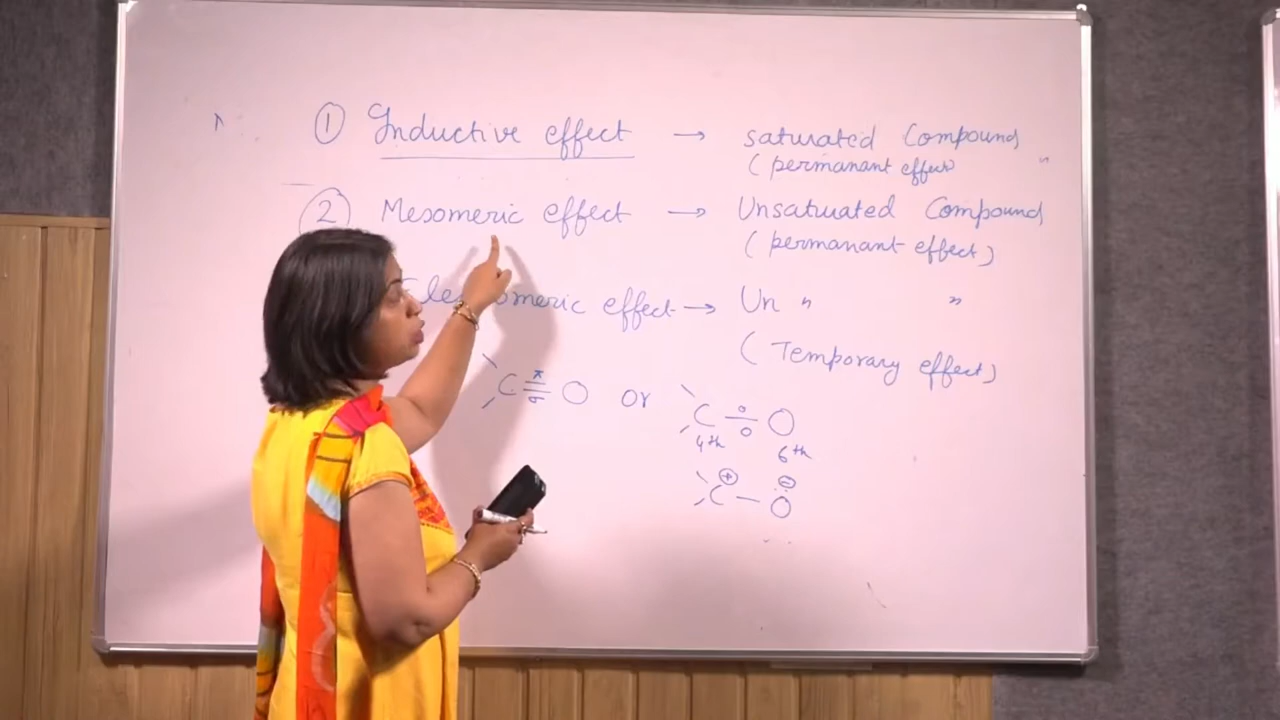 ① Inductive effect → saturated Compound
(permanant effect "
② Mesomeric effect → Unsaturated Compound
(permanant effect)
omeric effect → Un " "
(Temporary effect)
C π σ O or C = O
4th 6th
C⊕ — O⊖